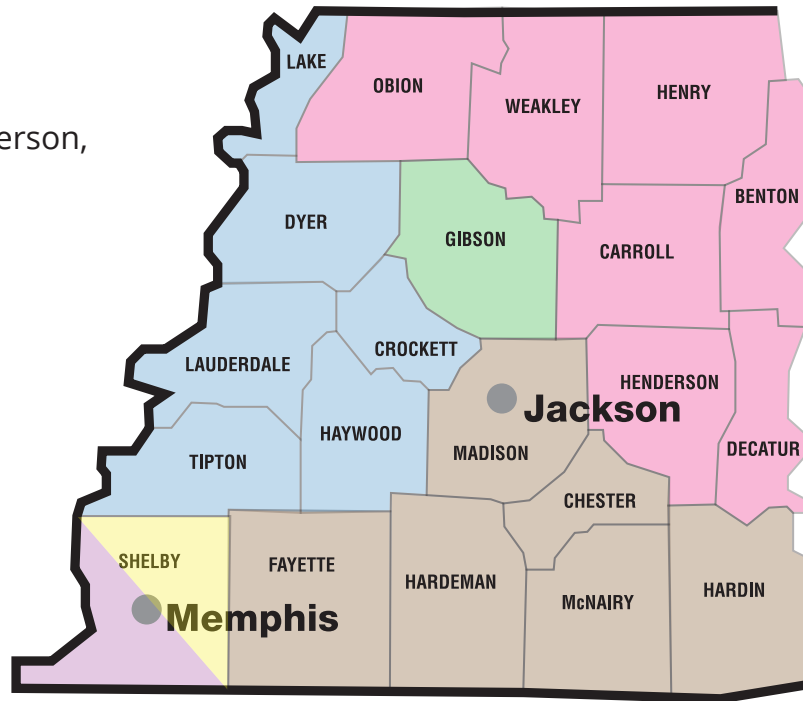 LAKE
OBION
WEAKLEY
HENRY
erson,
BENTON
DYER
GIBSON
CARROLL
CROCKETT
LAUDERDALE
HENDERSON
Jackson
HAYWOOD
MADISON
DECATUR
TIPTON
CHESTER
SHELBY
FAYETTE
HARDEMAN
McNAIRY
HARDIN
Memphis